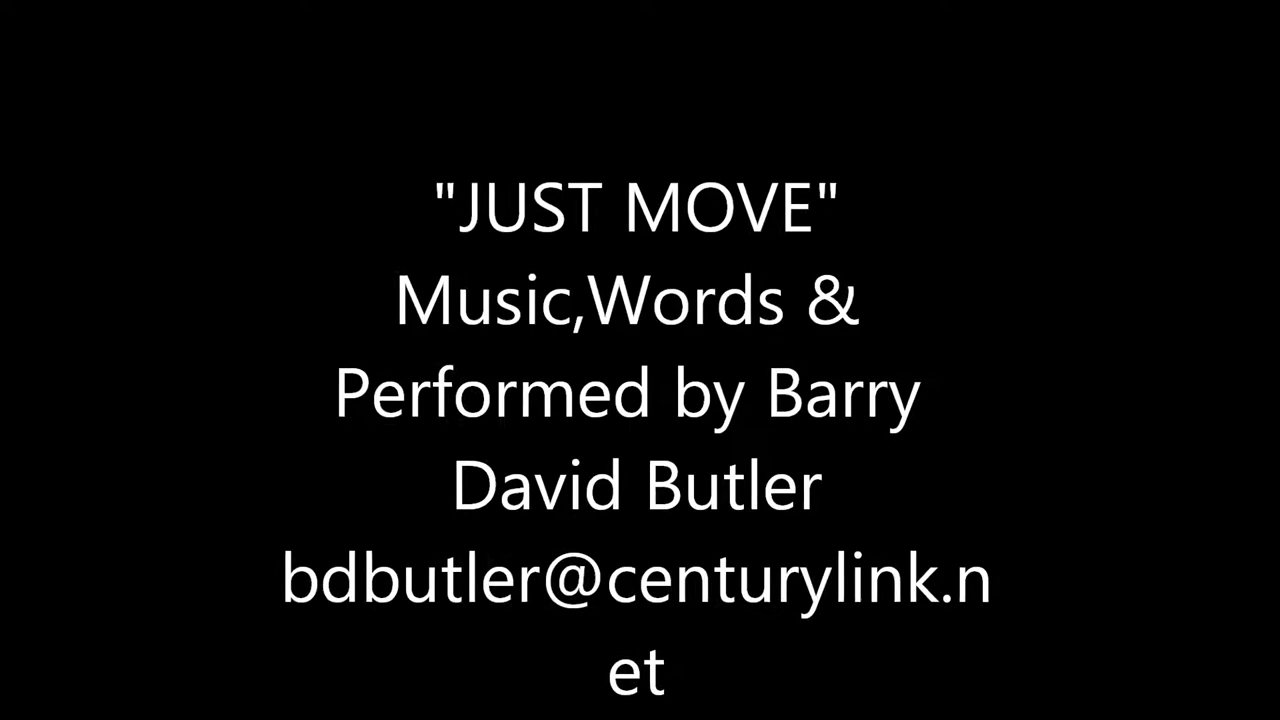 "JUST MOVE"
Music,Words &
Performed by Barry
David Butler
bdbutler@centurylink.n
et